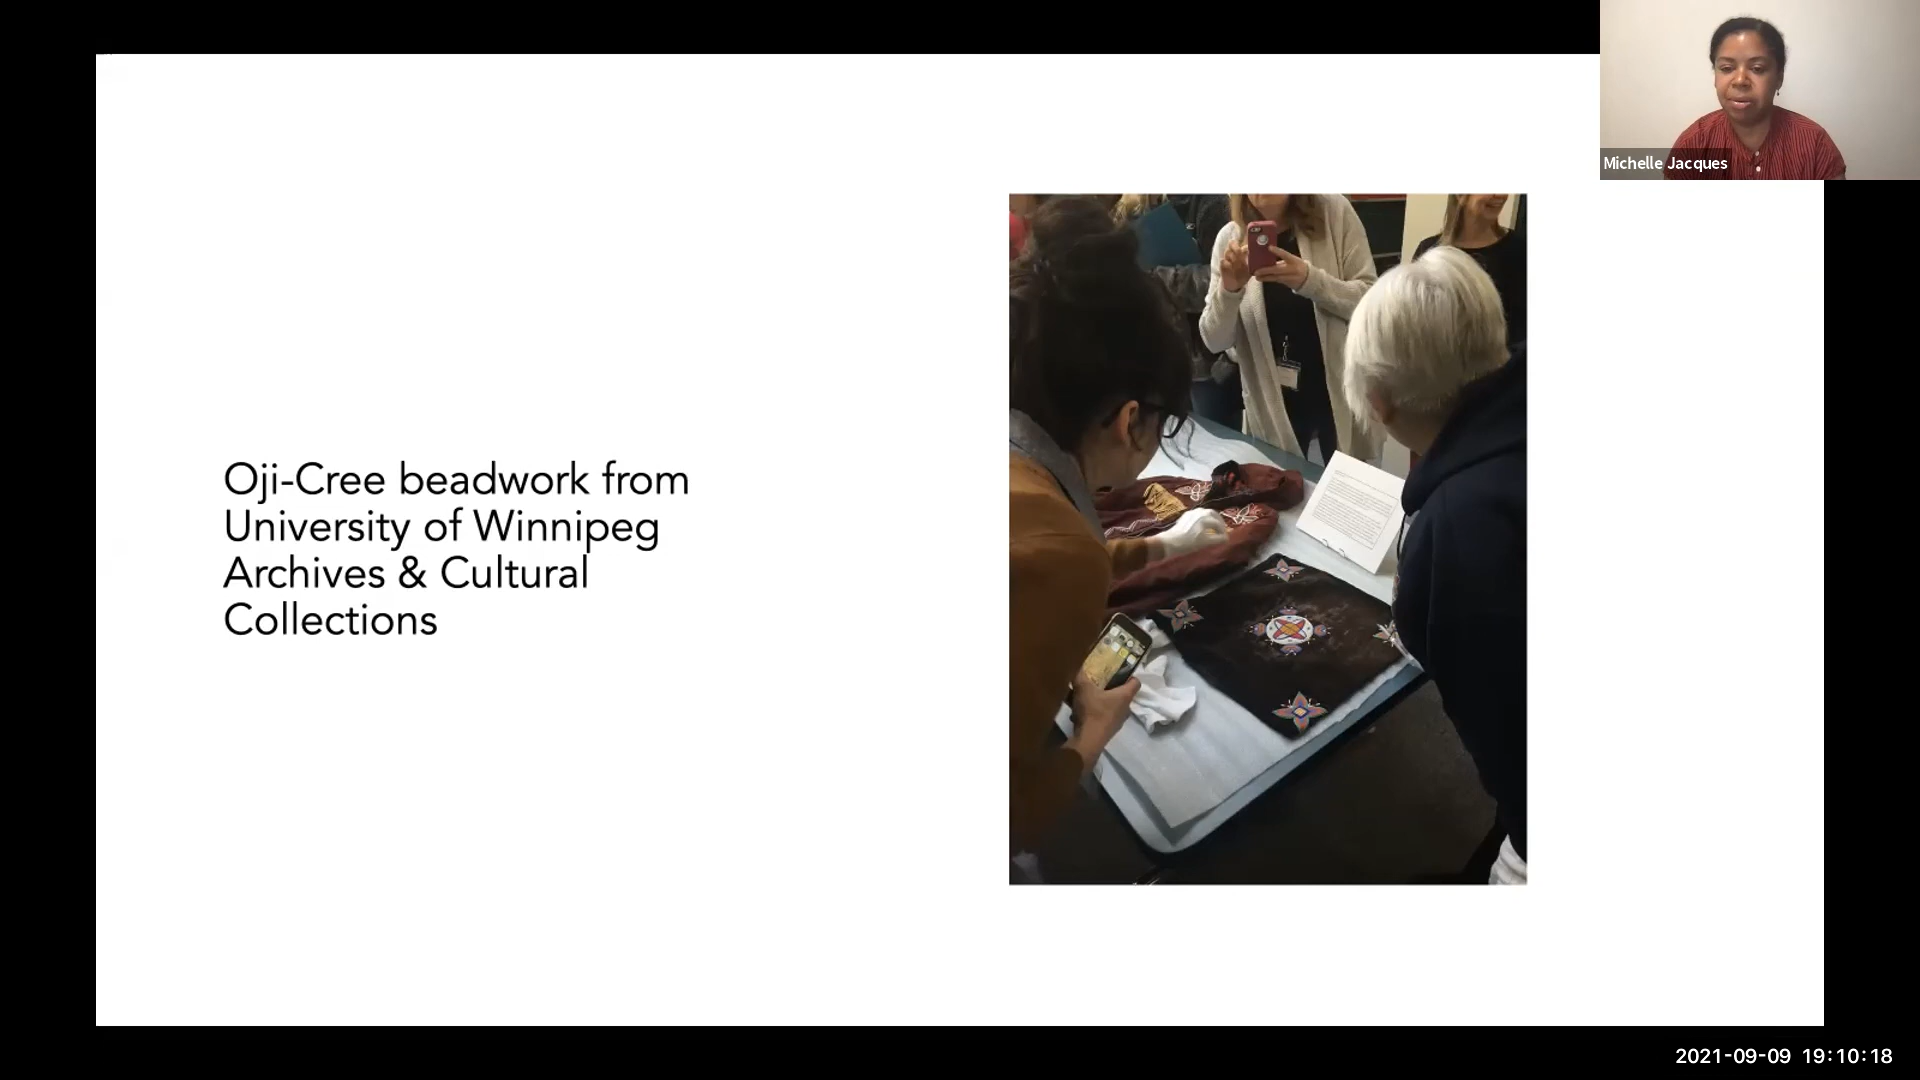 Michelle Jacques
Oji-Cree beadwork from
University of Winnipeg
Archives & Cultural
Collections
2021-09-09 19:10:18